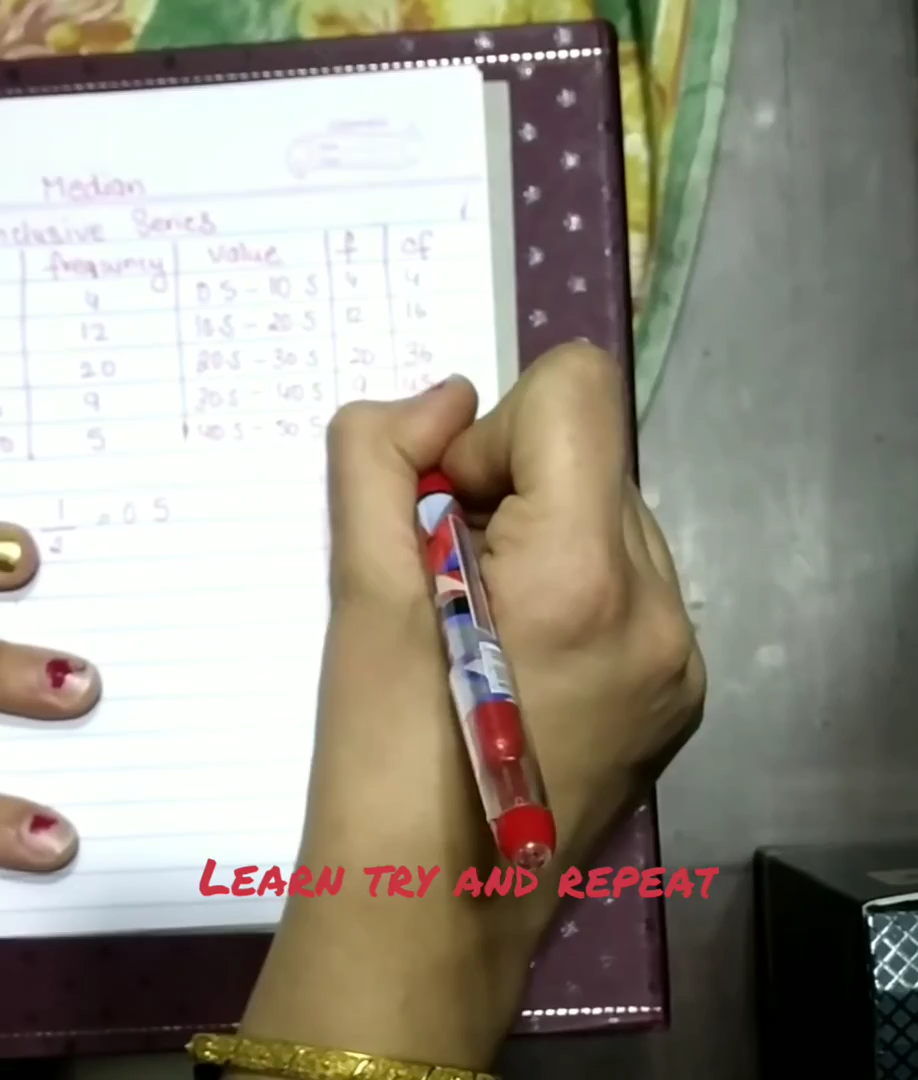 Median
nclusive Series
frequency value f cf
4 0.5 - 10.5 4 4
12 10.5 - 20.5 12 16
20 20.5 - 30.5 20 36
9 30.5 - 40.5 9 45
0 5 40.5 - 50.5
1
2 = 0.5
LEARN TRY AND REPEAT